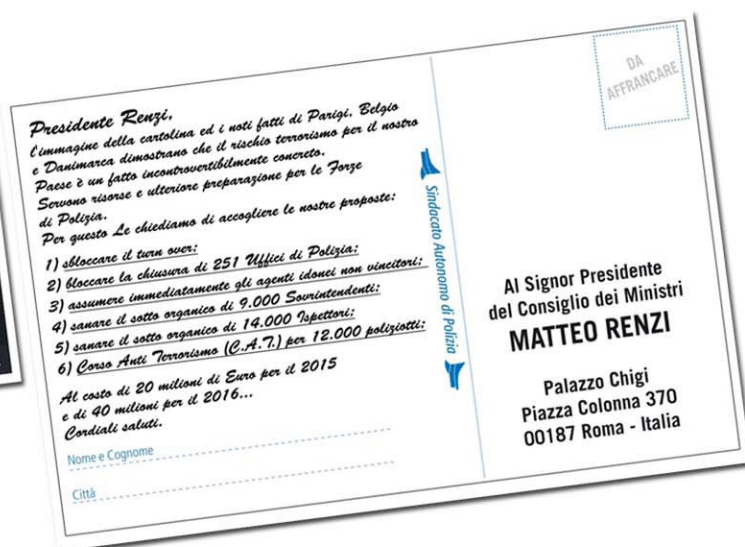 Presidente Renzi,
l'immagine della cartolina ed i noti fatti di Parigi, Belgio
e Danimarca dimostrano che il rischio terrorismo per il nostro
Paese è un fatto incontrovertibilmente concreto.
Servono risorse e ulteriore preparazione per le Forze
di Polizia.
Per questo Le chiediamo di accogliere le nostre proposte:
1) sbloccare il turn over;
2) bloccare la chiusura di 251 Uffici di Polizia;
3) assumere immediatamente gli agenti idonei non vincitori;
4) sanare il sotto organico di 9.000 Sovrintendenti;
5) sanare il sotto organico di 14.000 Ispettori;
6) Corso Anti Terrorismo (C.A.T.) per 12.000 poliziotti;
Al costo di 20 milioni di Euro per il 2015
e di 40 milioni per il 2016...
Cordiali saluti.
Nome e Cognome
Città
Sindacato Autonomo di Polizia
DA
AFFRANCARE
Al Signor Presidente
del Consiglio dei Ministri
MATTEO RENZI
Palazzo Chigi
Piazza Colonna 370
00187 Roma - Italia